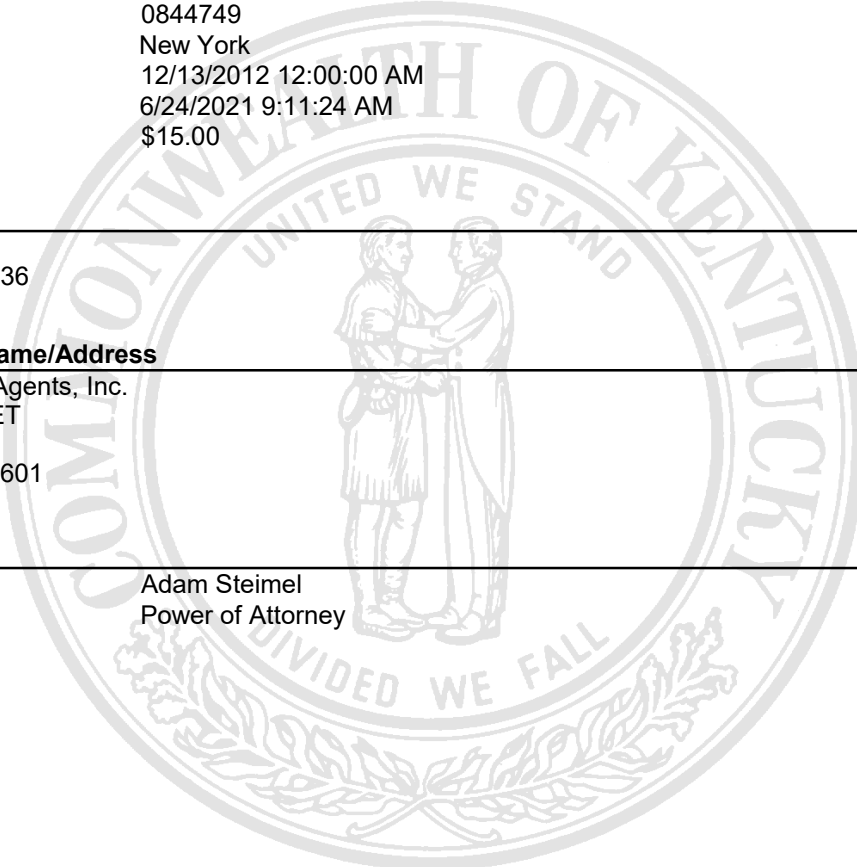 0844749
New York
12/13/2012 12:00:00 AM
6/24/2021 9:11:24 AM
$15.00
COMMONWEALTH OF KENTUCKY
UNITED WE STAND
36
ame/Address
Agents, Inc.
ET
601
Adam Steimel
Power of Attorney
DIVIDED WE FALL